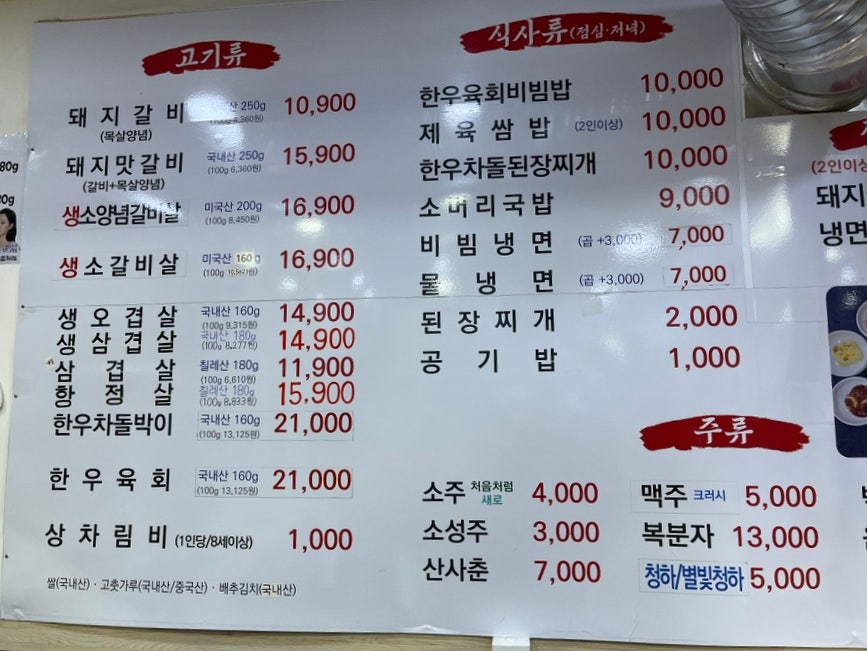 고기류
돼지갈비 산 250g 10,900
(목살양념) (100g 4,360원)
돼지맛갈비 국내산 250g 15,900
(갈비+목살양념) (100g 6,360원)
생소양념갈비살 미국산 200g 16,900
(100g 8,450원)
생소갈비살 미국산 160g 16,900
(100g 10,562원)
생오겹살 국내산 160g 14,900
(100g 9,315원)
생삼겹살 국내산 180g 14,900
(100g 8,277원)
삼겹살 칠레산 180g 11,900
(100g 6,610원)
항정살 칠레산 180g 15,900
(100g 8,833원)
한우차돌박이 국내산 160g 21,000
(100g 13,125원)
한우육회 국내산 160g 21,000
(100g 13,125원)
상차림비 (1인당/8세이상) 1,000
쌀(국내산) · 고춧가루(국내산/중국산) · 배추김치(국내산)
식사류(점심·저녁)
한우육회비빔밥 10,000
제육쌈밥 (2인이상) 10,000
한우차돌된장찌개 10,000
소머리국밥 9,000
비빔냉면 (곱 +3,000) 7,000
물냉면 (곱 +3,000) 7,000
된장찌개 2,000
공기밥 1,000
주류
소주 처음처럼 새로 4,000
소성주 3,000
산사춘 7,000
맥주 크러시 5,000
복분자 13,000
청하/별빛청하 5,000
80g
20g
(2인이상
돼지
냉면